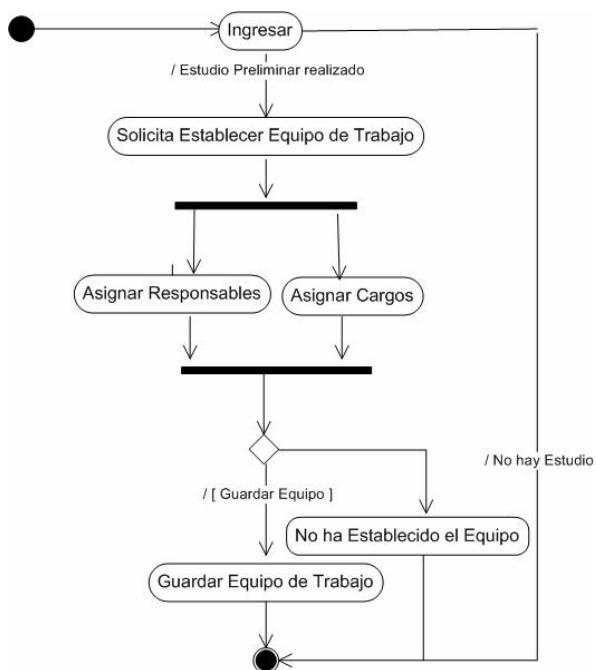 Ingresar
/ Estudio Preliminar realizado
Solicita Establecer Equipo de Trabajo
Asignar Responsables
Asignar Cargos
/ No hay Estudio
/ [ Guardar Equipo ]
No ha Establecido el Equipo
Guardar Equipo de Trabajo